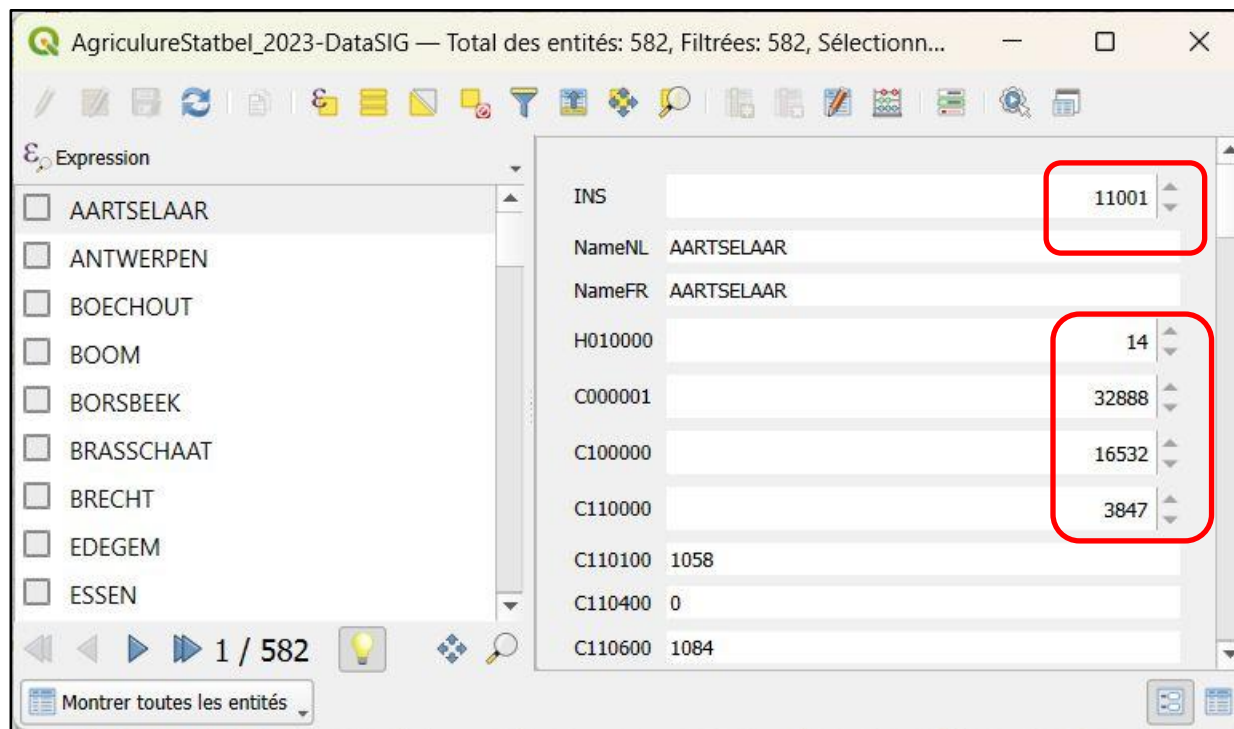 AgriculureStatbel_2023-DataSIG — Total des entités: 582, Filtrées: 582, Sélectionn...
Expression
AARTSELAAR
ANTWERPEN
BOECHOUT
BOOM
BORSBEEK
BRASSCHAAT
BRECHT
EDEGEM
ESSEN
1 / 582
INS 11001
NameNL AARTSELAAR
NameFR AARTSELAAR
H010000 14
C000001 32888
C100000 16532
C110000 3847
C110100 1058
C110400 0
C110600 1084
Montrer toutes les entités